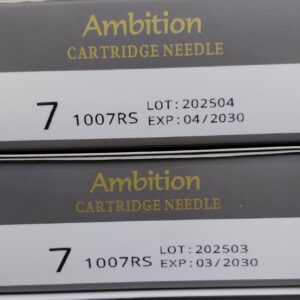 Ambition
CARTRIDGE NEEDLE
7 1007RS LOT:202504
EXP:04/2030
Ambition
CARTRIDGE NEEDLE
7 1007RS LOT:202503
EXP:03/2030